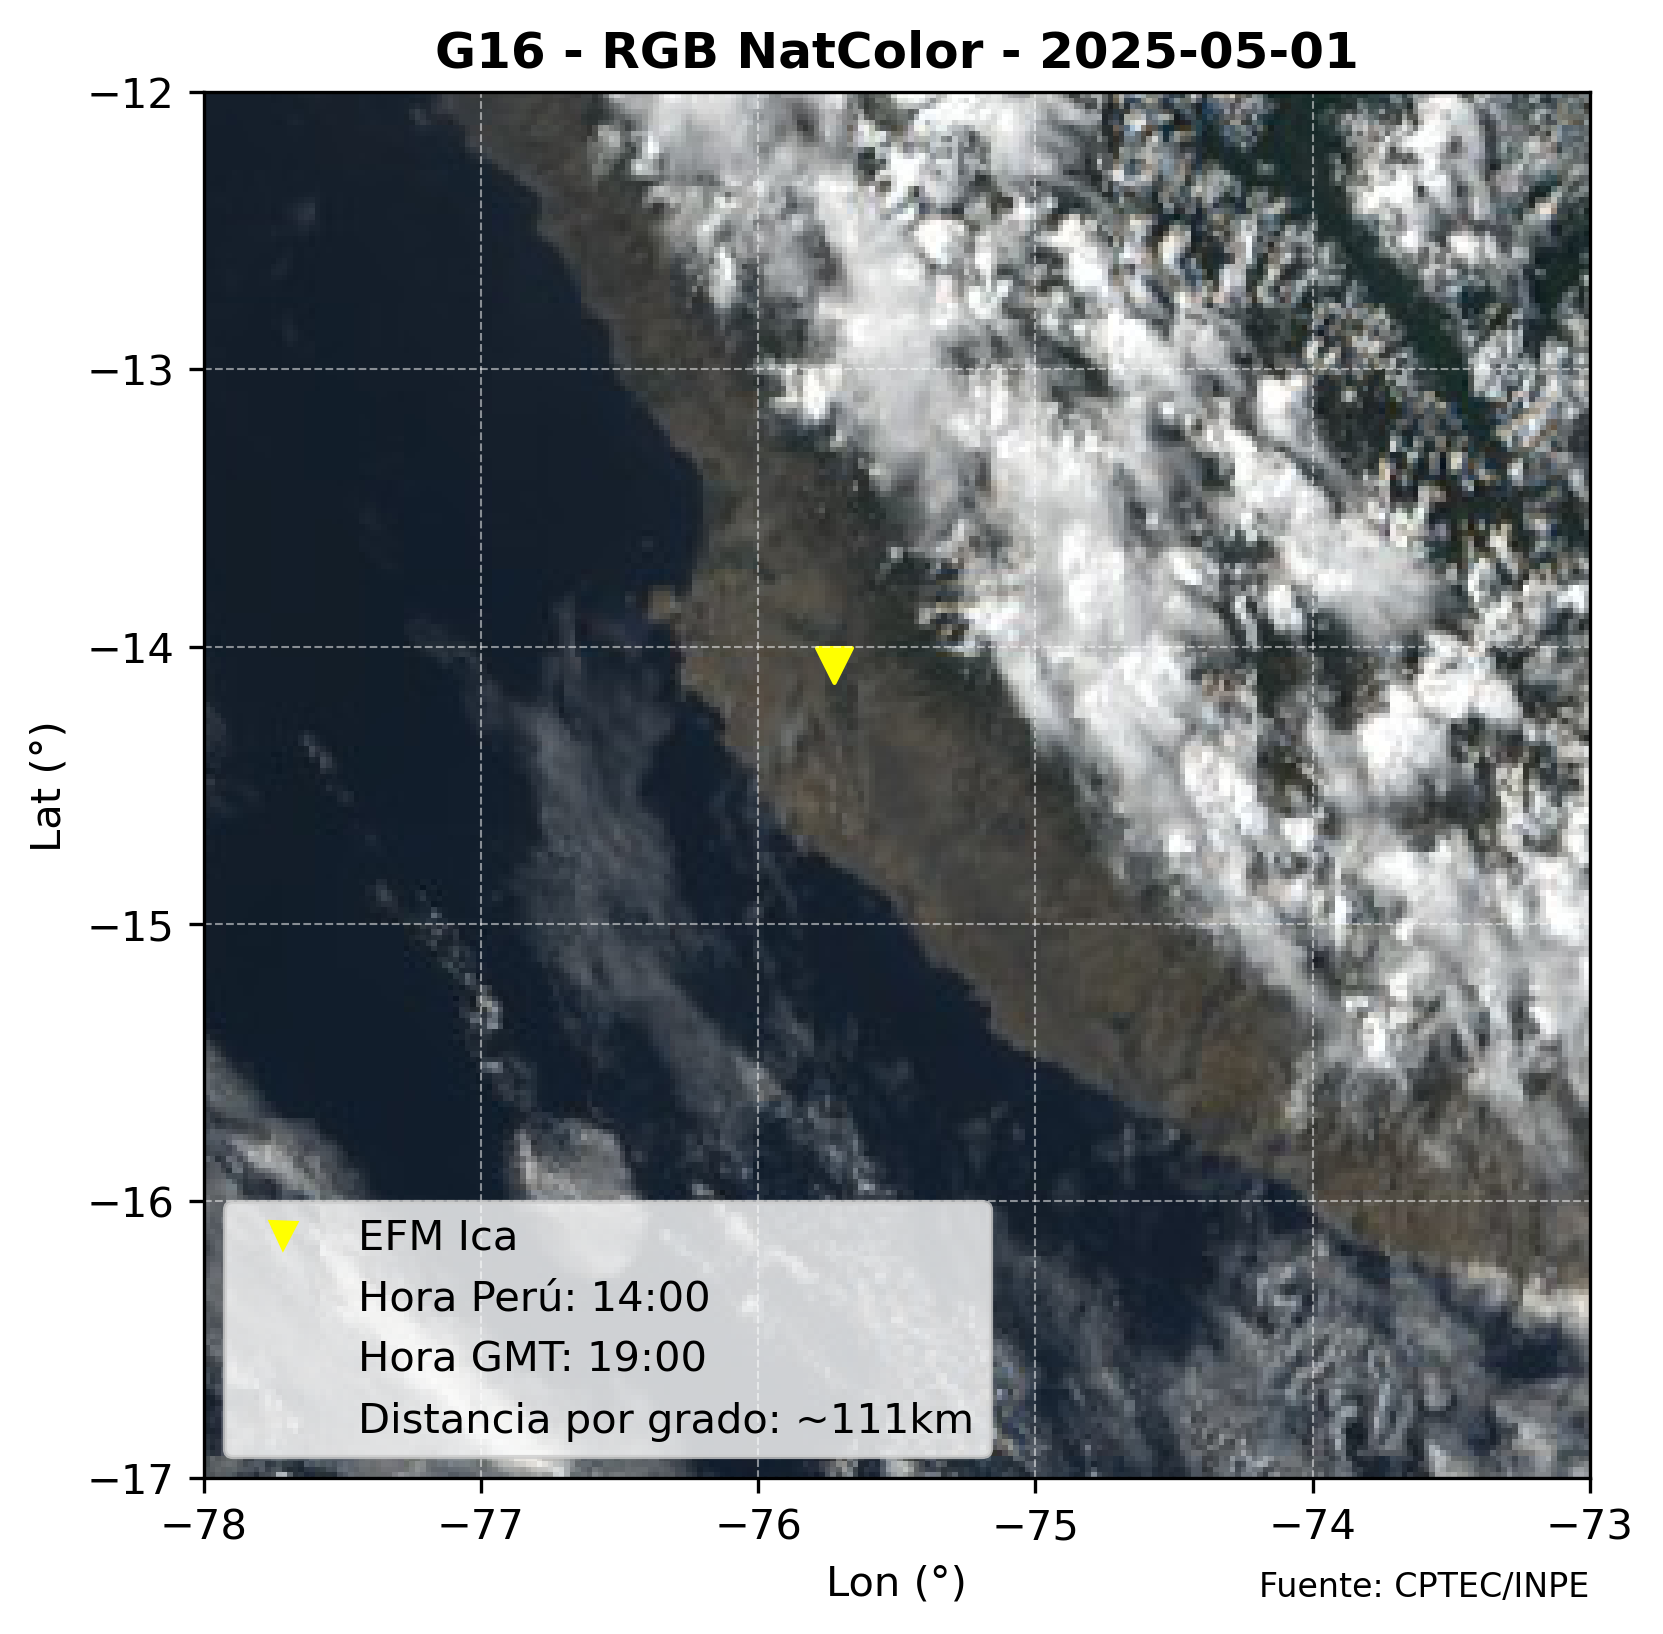 G16 - RGB NatColor - 2025-05-01
−12
−13
−14
−15
−16
−17
Lat (°)
EFM Ica
Hora Perú: 14:00
Hora GMT: 19:00
Distancia por grado: ~111km
−78 −77 −76 −75 −74 −73
Lon (°)
Fuente: CPTEC/INPE